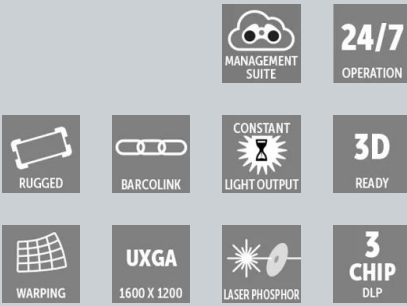 MANAGEMENT
SUITE
24/7
OPERATION
RUGGED
BARCOLINK
CONSTANT
LIGHT OUTPUT
3D
READY
WARPING
UXGA
1600 X 1200
LASER PHOSPHOR
3
CHIP
DLP